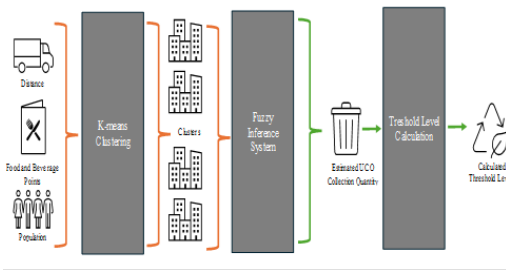 Distance
Food and Beverage
Points
Population
K-means
Clustering
Clusters
Fuzzy
Inference
System
Estimated UCO
Collection Quantity
Treshold Level
Calculation
Calculated
Threshold Leve